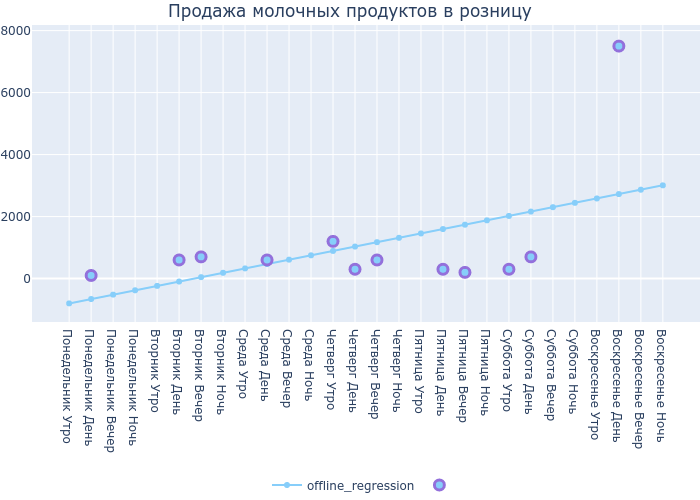 Продажа молочных продуктов в розницу
8000
6000
4000
2000
0
Понедельник Утро
Понедельник День
Понедельник Вечер
Понедельник Ночь
Вторник Утро
Вторник День
Вторник Вечер
Вторник Ночь
Среда Утро
Среда День
Среда Вечер
Среда Ночь
Четверг Утро
Четверг День
Четверг Вечер
Четверг Ночь
Пятница Утро
Пятница День
Пятница Вечер
Пятница Ночь
Суббота Утро
Суббота День
Суббота Вечер
Суббота Ночь
Воскресенье Утро
Воскресенье День
Воскресенье Вечер
Воскресенье Ночь
offline_regression